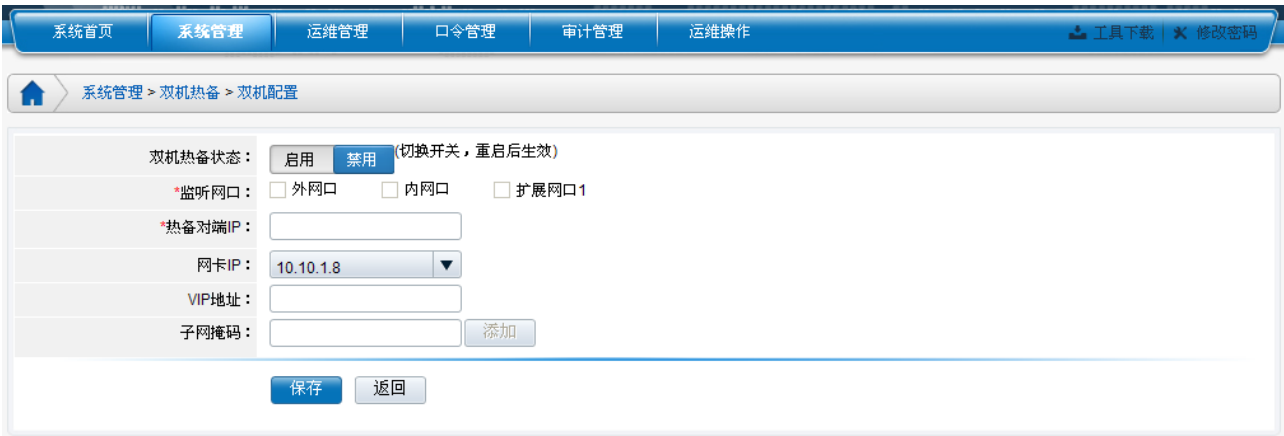 系统首页 系统管理 运维管理 口令管理 审计管理 运维操作 工具下载 修改密码
系统管理 > 双机热备 > 双机配置
双机热备状态： 启用 禁用 (切换开关，重启后生效)
*监听网口： 外网口 内网口 扩展网口1
*热备对端IP：
网卡IP： 10.10.1.8
VIP地址：
子网掩码： 添加
保存 返回